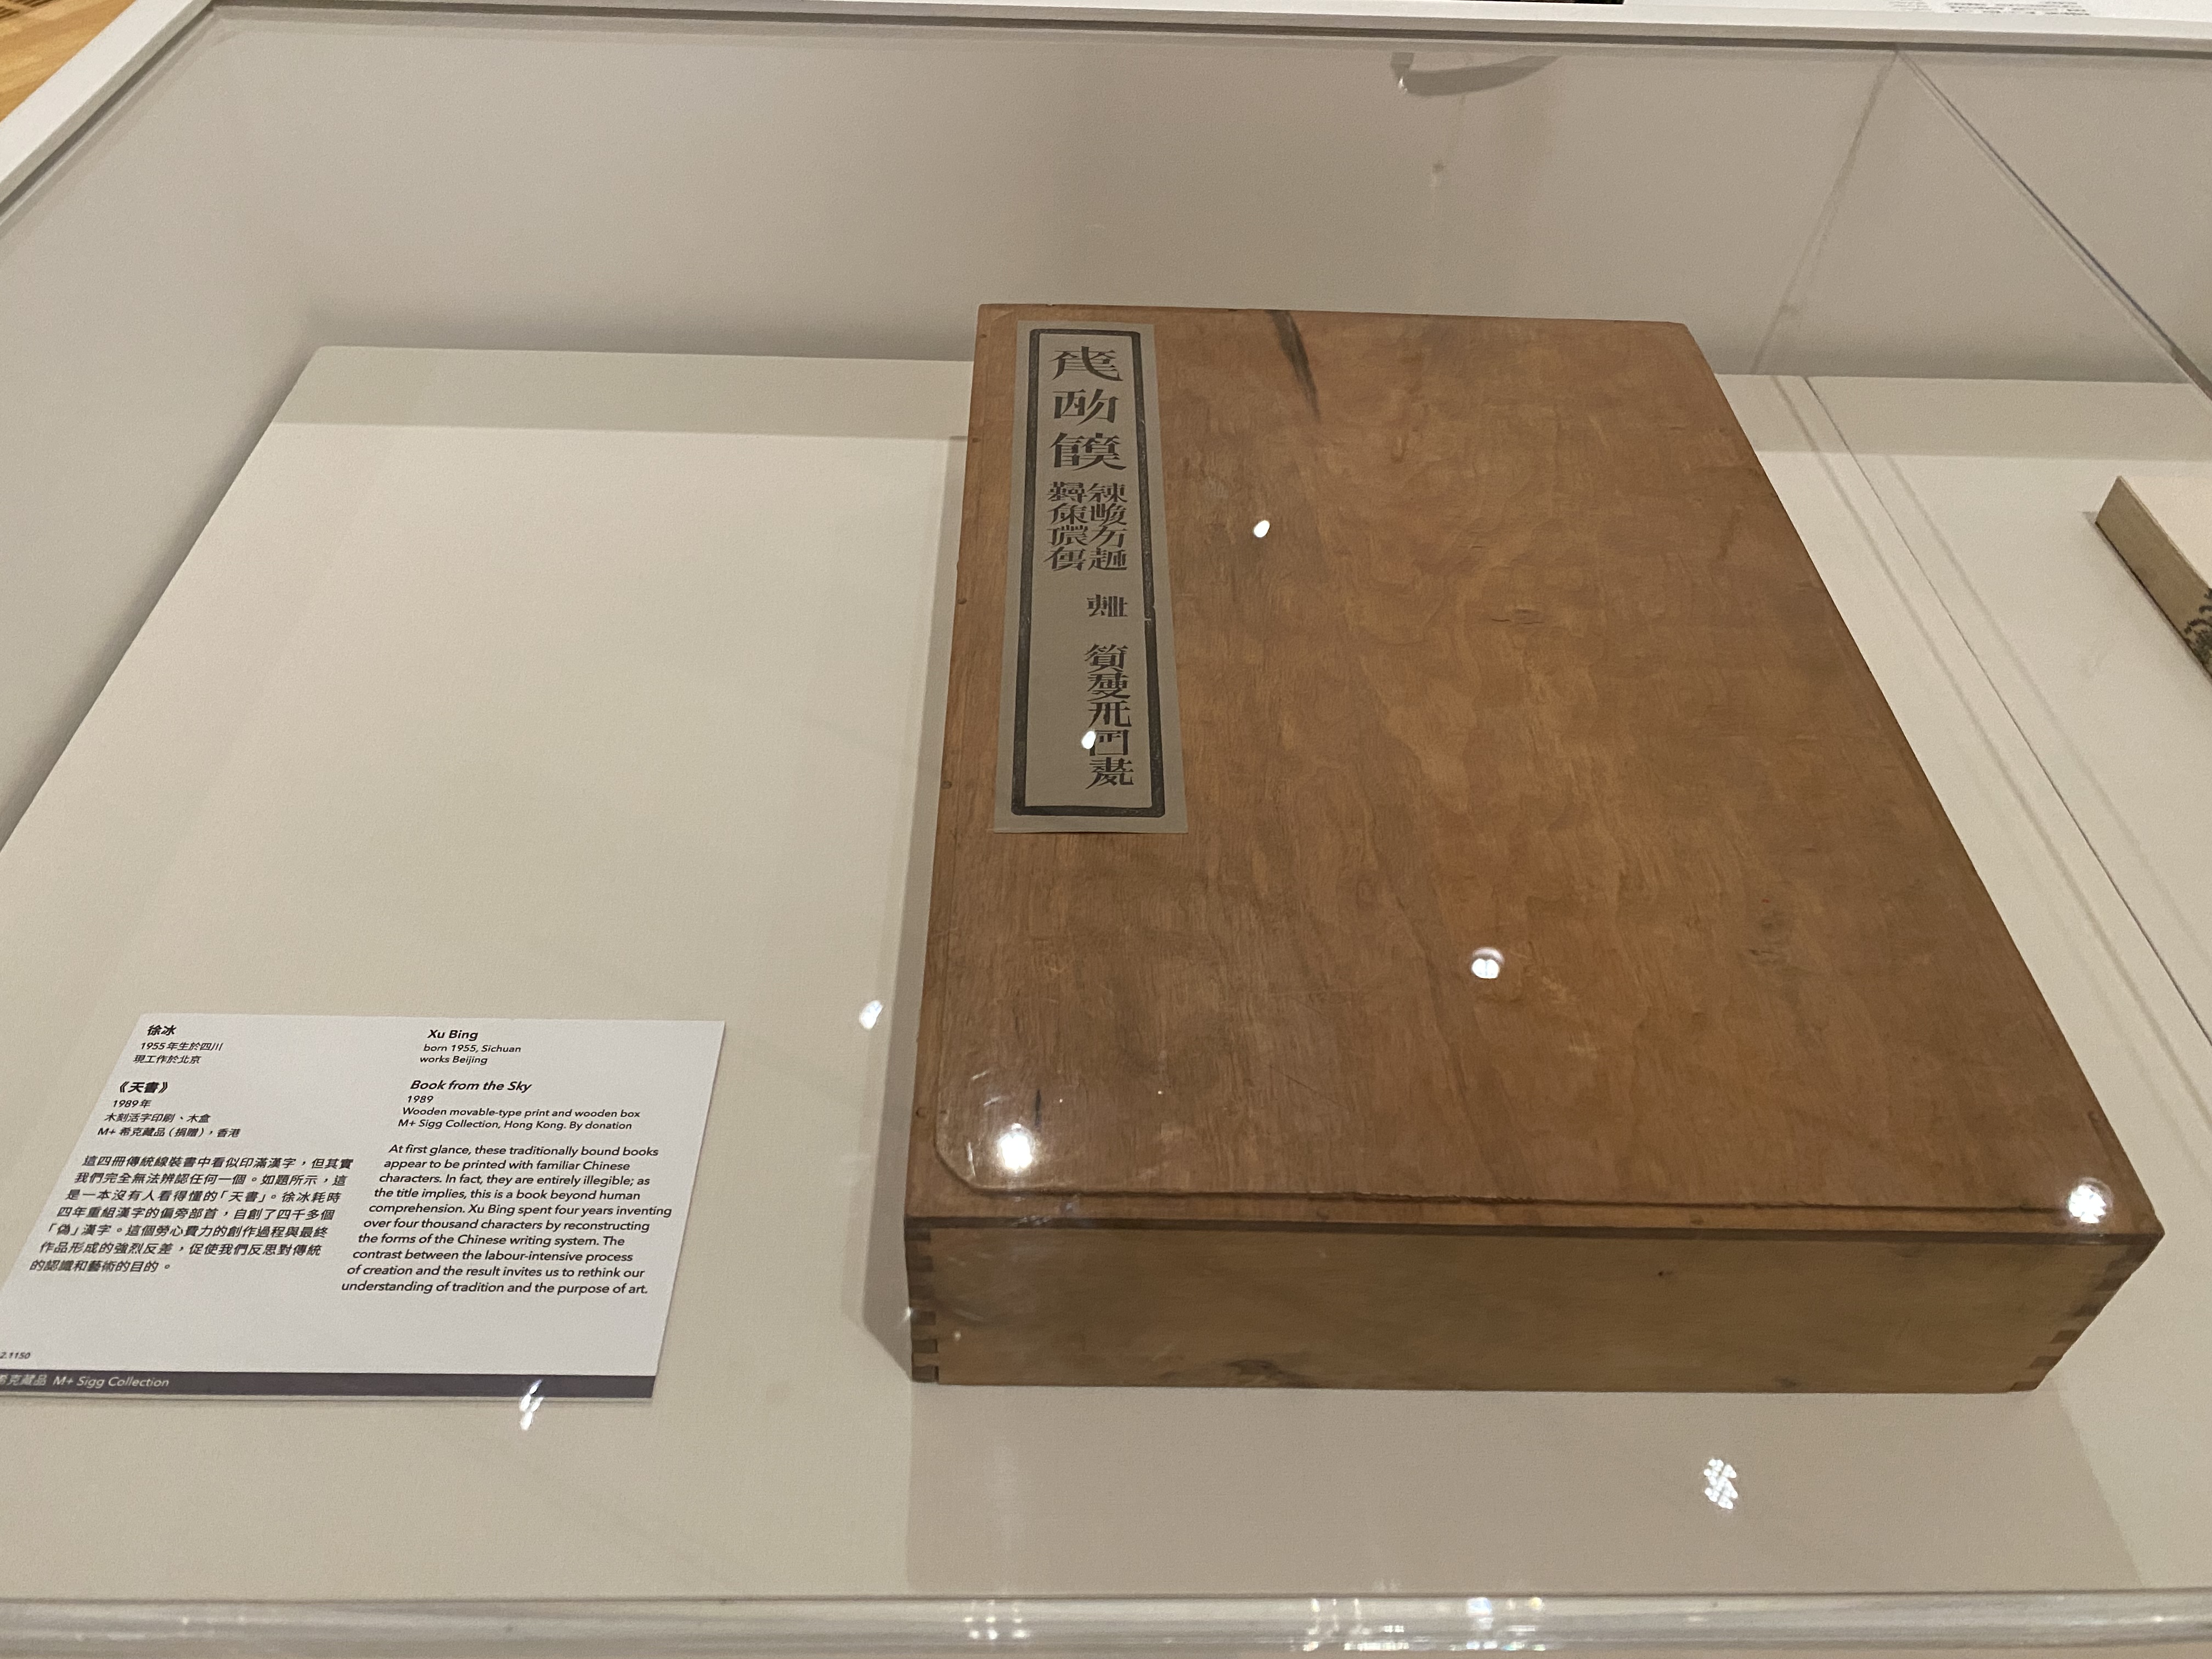 徐冰
1955年生於四川
現工作於北京
《天書》
1989年
木刻活字印刷、木盒
M+ 希克藏品（捐贈），香港
這四冊傳統線裝書中看似印滿漢字，但其實
我們完全無法辨認任何一個。如題所示，這
是一本沒有人看得懂的「天書」。徐冰耗時
四年重組漢字的偏旁部首，自創了四千多個
「偽」漢字。這個勞心費力的創作過程與最終
作品形成的強烈反差，促使我們反思對傳統
的認識和藝術的目的。
Xu Bing
born 1955, Sichuan
works Beijing
Book from the Sky
1989
Wooden movable-type print and wooden box
M+ Sigg Collection, Hong Kong. By donation
At first glance, these traditionally bound books
appear to be printed with familiar Chinese
characters. In fact, they are entirely illegible; as
the title implies, this is a book beyond human
comprehension. Xu Bing spent four years inventing
over four thousand characters by reconstructing
the forms of the Chinese writing system. The
contrast between the labour-intensive process
of creation and the result invites us to rethink our
understanding of tradition and the purpose of art.
2.1150
希克藏品 M+ Sigg Collection